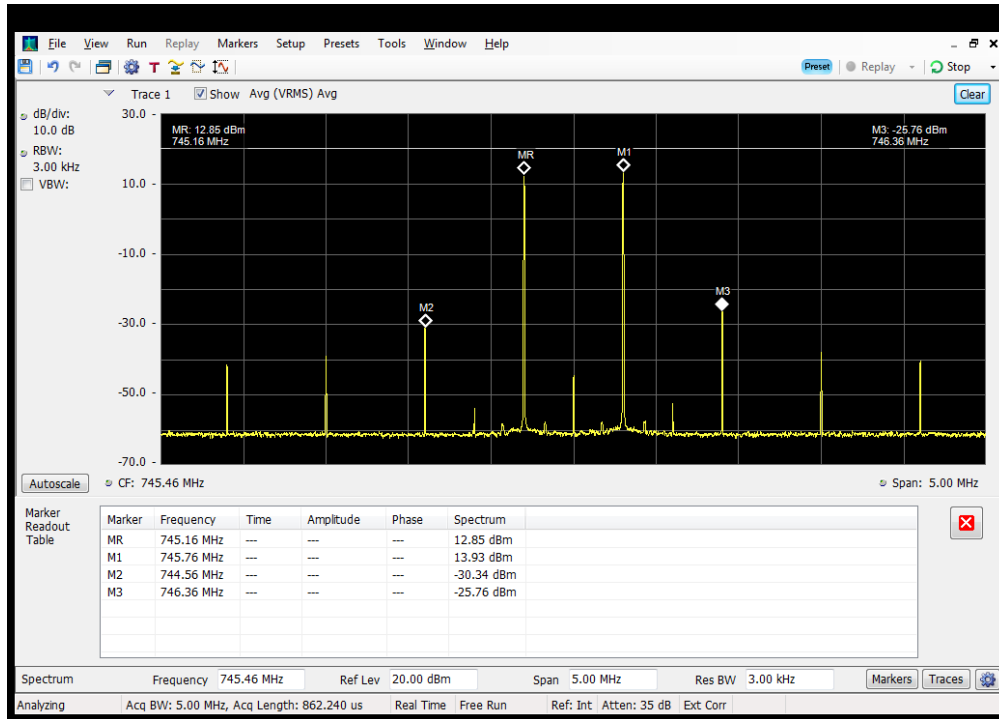 File View Run Replay Markers Setup Presets Tools Window Help
T Preset Replay Stop
Trace 1 Show Avg (VRMS) Avg Clear
dB/div:
10.0 dB
RBW:
3.00 kHz
VBW:
30.0
10.0
-10.0
-30.0
-50.0
-70.0
MR: 12.85 dBm
745.16 MHz
M3: -25.76 dBm
746.36 MHz
MR
M1
M2
M3
Autoscale CF: 745.46 MHz Span: 5.00 MHz
Marker
Readout
Table
Marker Frequency Time Amplitude Phase Spectrum
MR 745.16 MHz --- --- --- 12.85 dBm
M1 745.76 MHz --- --- --- 13.93 dBm
M2 744.56 MHz --- --- --- -30.34 dBm
M3 746.36 MHz --- --- --- -25.76 dBm
Spectrum Frequency 745.46 MHz Ref Lev 20.00 dBm Span 5.00 MHz Res BW 3.00 kHz Markers Traces
Analyzing Acq BW: 5.00 MHz, Acq Length: 862.240 us Real Time Free Run Ref: Int Atten: 35 dB Ext Corr